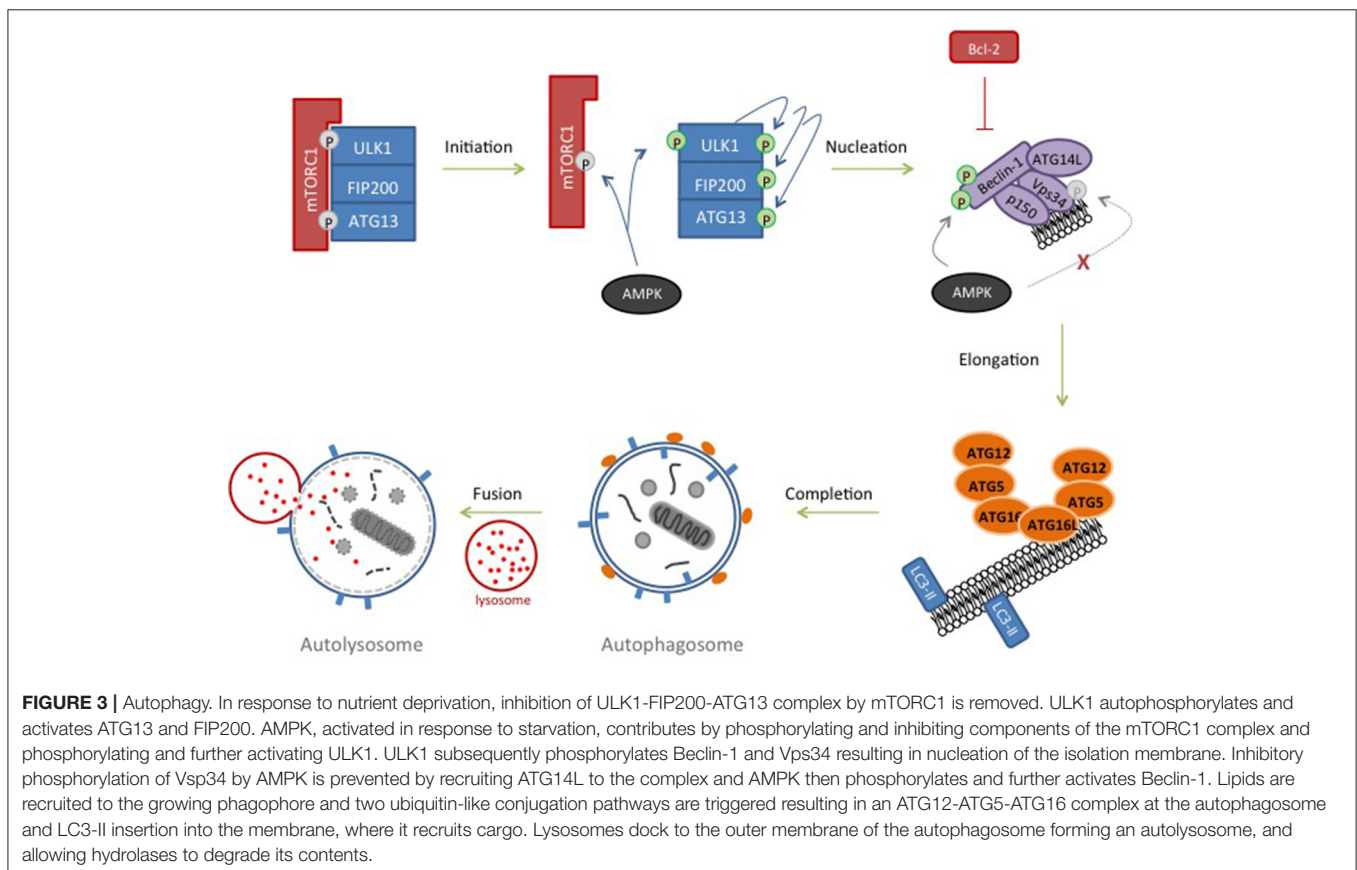 Bcl-2
mTORC1
P
ULK1
FIP200
P
ATG13
Initiation
mTORC1
P
P
ULK1
P
FIP200
P
ATG13
P
AMPK
Nucleation
P
P
Beclin-1
ATG14L
Vps34
P
p150
X
AMPK
Elongation
ATG12
ATG5
ATG16
ATG12
ATG5
ATG16L
LC3-II
LC3-II
Completion
Autophagosome
Fusion
lysosome
Autolysosome
FIGURE 3 | Autophagy. In response to nutrient deprivation, inhibition of ULK1-FIP200-ATG13 complex by mTORC1 is removed. ULK1 autophosphorylates and
activates ATG13 and FIP200. AMPK, activated in response to starvation, contributes by phosphorylating and inhibiting components of the mTORC1 complex and
phosphorylating and further activating ULK1. ULK1 subsequently phosphorylates Beclin-1 and Vps34 resulting in nucleation of the isolation membrane. Inhibitory
phosphorylation of Vsp34 by AMPK is prevented by recruiting ATG14L to the complex and AMPK then phosphorylates and further activates Beclin-1. Lipids are
recruited to the growing phagophore and two ubiquitin-like conjugation pathways are triggered resulting in an ATG12-ATG5-ATG16 complex at the autophagosome
and LC3-II insertion into the membrane, where it recruits cargo. Lysosomes dock to the outer membrane of the autophagosome forming an autolysosome, and
allowing hydrolases to degrade its contents.